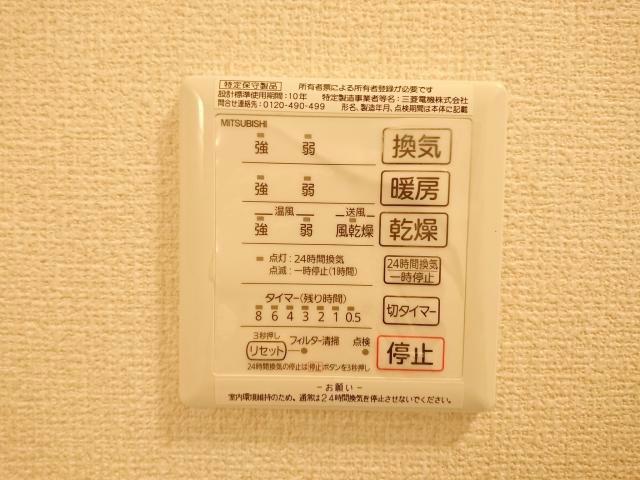 特定保守製品 所有者票による所有者登録が必要です
設計標準使用期間:10年 特定製造事業者等名:三菱電機株式会社
問合せ連絡先:0120-490-499 形名、製造年月、点検期間は本体に記載
MITSUBISHI
強 弱 換気
強 弱 暖房
温風 送風
強 弱 風乾燥 乾燥
点灯:24時間換気
点滅:一時停止(1時間)
24時間換気
一時停止
タイマー(残り時間)
8 6 4 3 2 1 0.5
切タイマー
3秒押し
リセット フィルター清掃 点検
停止
24時間換気の停止は停止ボタンを3秒押し
-お願い-
室内環境維持のため、通常は24時間換気を停止させないでください。